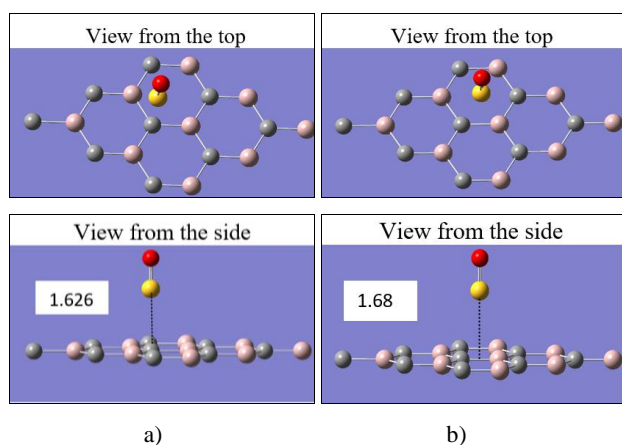 View from the top
View from the top
View from the side
1.626
View from the side
1.68
a)
b)